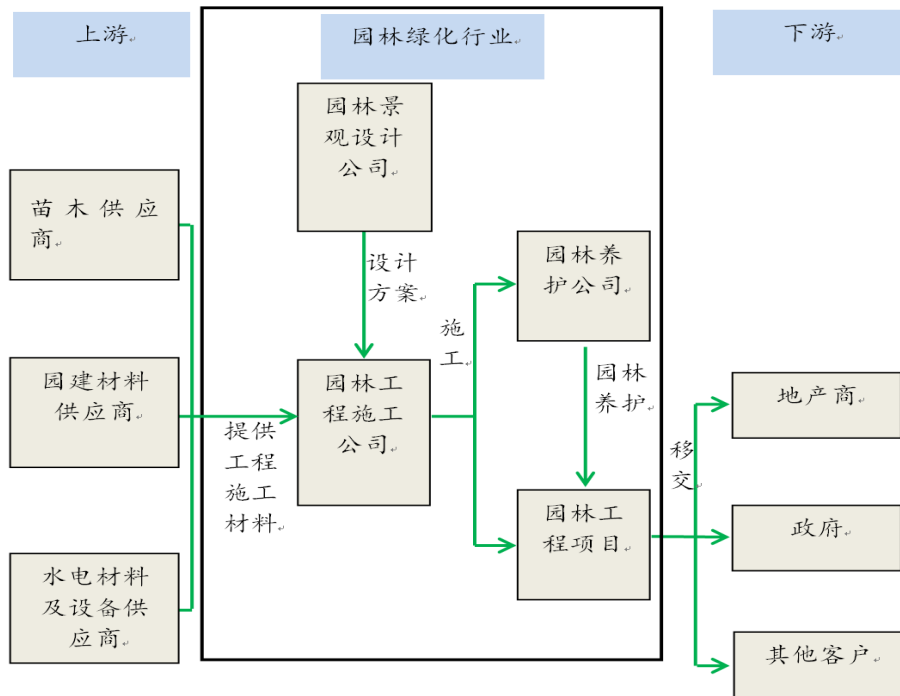 上游
园林绿化行业
下游
园林景
观设计
公司
苗木供应
商
设计
方案
园林养
护公司
施
工
园建材料
供应商
提供
工程
施工
材料
园林工
程施工
公司
园林
养护
地产商
移
交
水电材料
及设备供
应商
园林工
程项目
政府
其他客户